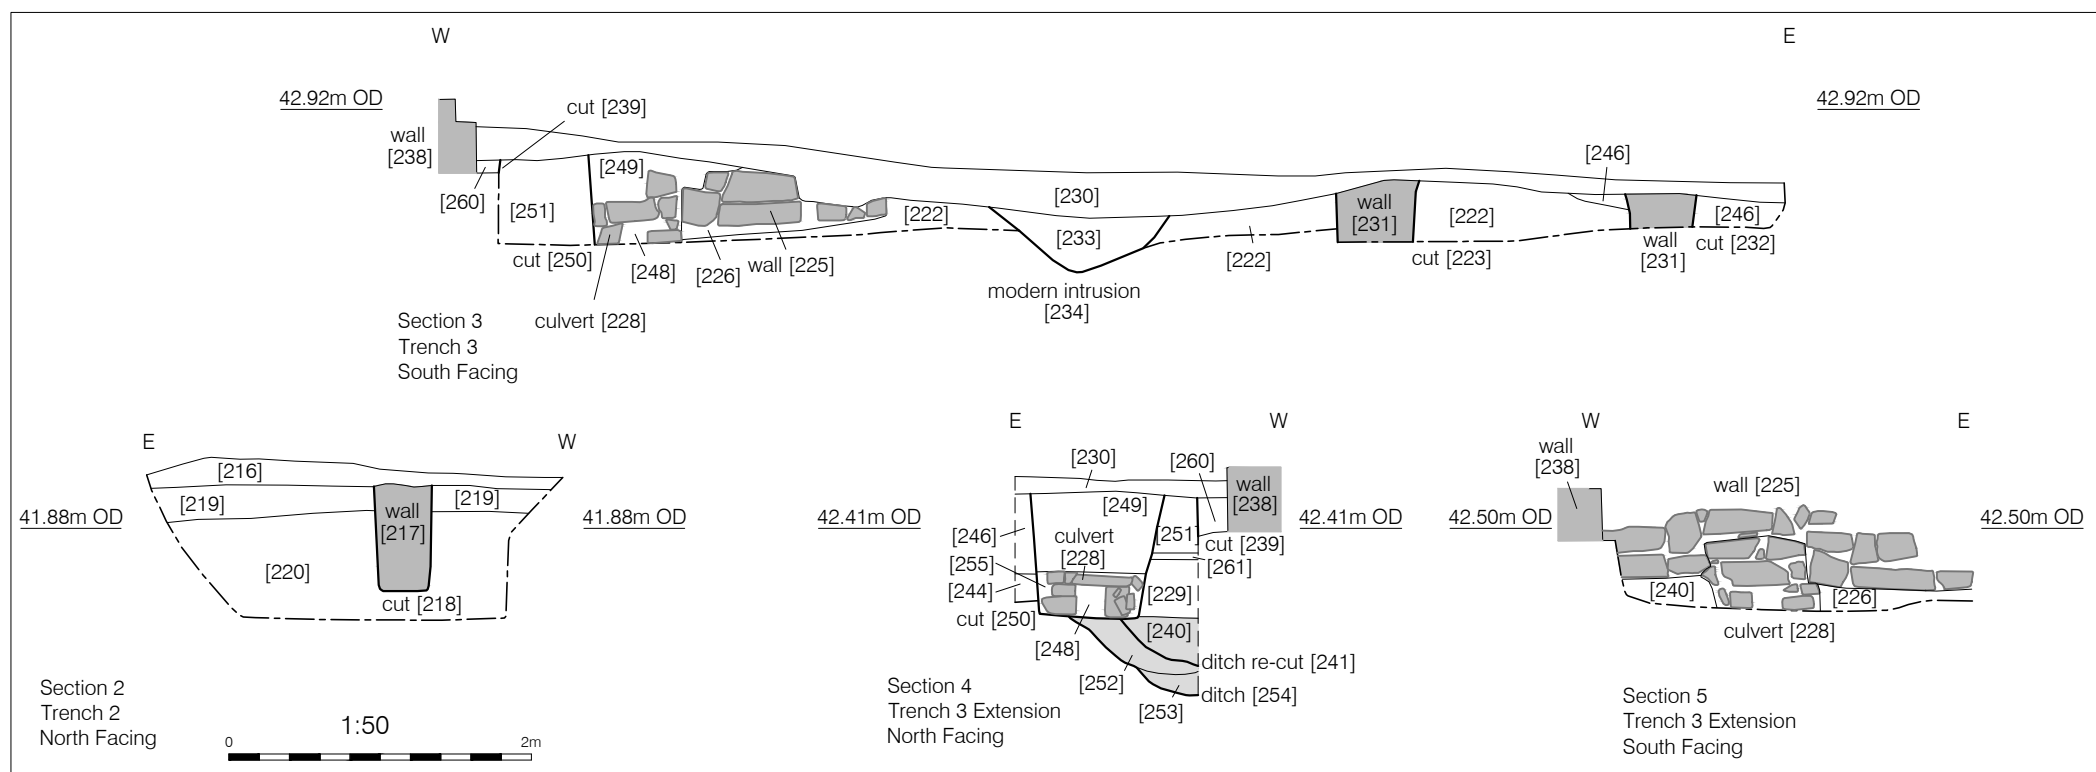 W
E
42.92m OD
42.92m OD
cut [239]
wall
[238]
[260]
[251]
[249]
cut [250]
[248]
[226]
wall [225]
culvert [228]
[222]
[230]
[233]
modern intrusion
[234]
[222]
wall
[231]
[222]
cut [223]
[246]
wall
[231]
[246]
cut [232]
Section 3
Trench 3
South Facing
E
W
[216]
[219]
[219]
wall
[217]
41.88m OD
41.88m OD
[220]
cut [218]
Section 2
Trench 2
North Facing
1:50
0
2m
E
W
[230]
[260]
wall
[238]
[249]
42.41m OD
42.41m OD
[246]
culvert
[228]
[251]
cut [239]
[255]
[261]
[244]
[229]
cut [250]
[240]
[248]
ditch re-cut [241]
[252]
ditch [254]
[253]
Section 4
Trench 3 Extension
North Facing
W
E
wall
[238]
wall [225]
42.50m OD
42.50m OD
[240]
[226]
culvert [228]
Section 5
Trench 3 Extension
South Facing